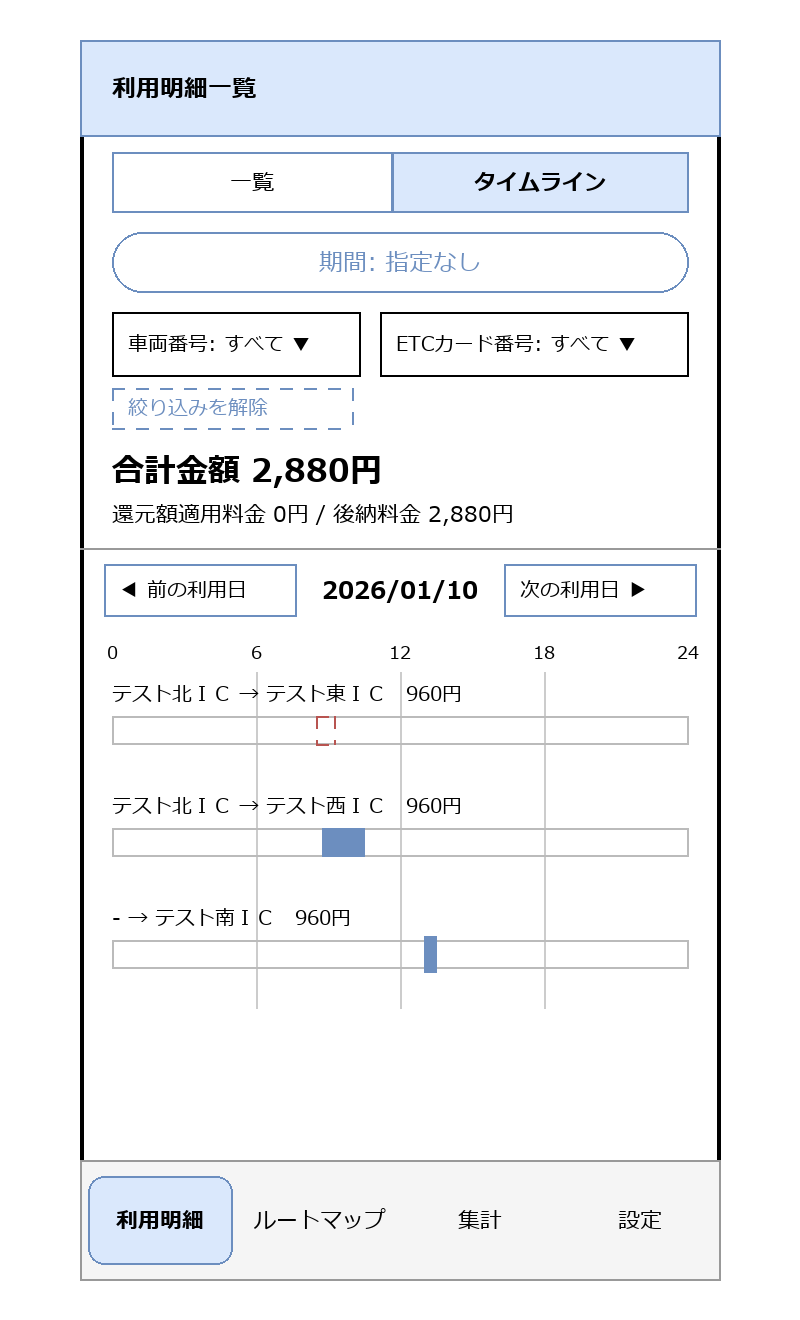 利用明細一覧
一覧 タイムライン
期間: 指定なし
車両番号: すべて ▼ ETCカード番号: すべて ▼
絞り込みを解除
合計金額 2,880円
還元額適用料金 0円 / 後納料金 2,880円
◀ 前の利用日 2026/01/10 次の利用日 ▶
0 6 12 18 24
テスト北ＩＣ → テスト東ＩＣ　960円
テスト北ＩＣ → テスト西ＩＣ　960円
- → テスト南ＩＣ　960円
利用明細 ルートマップ 集計 設定